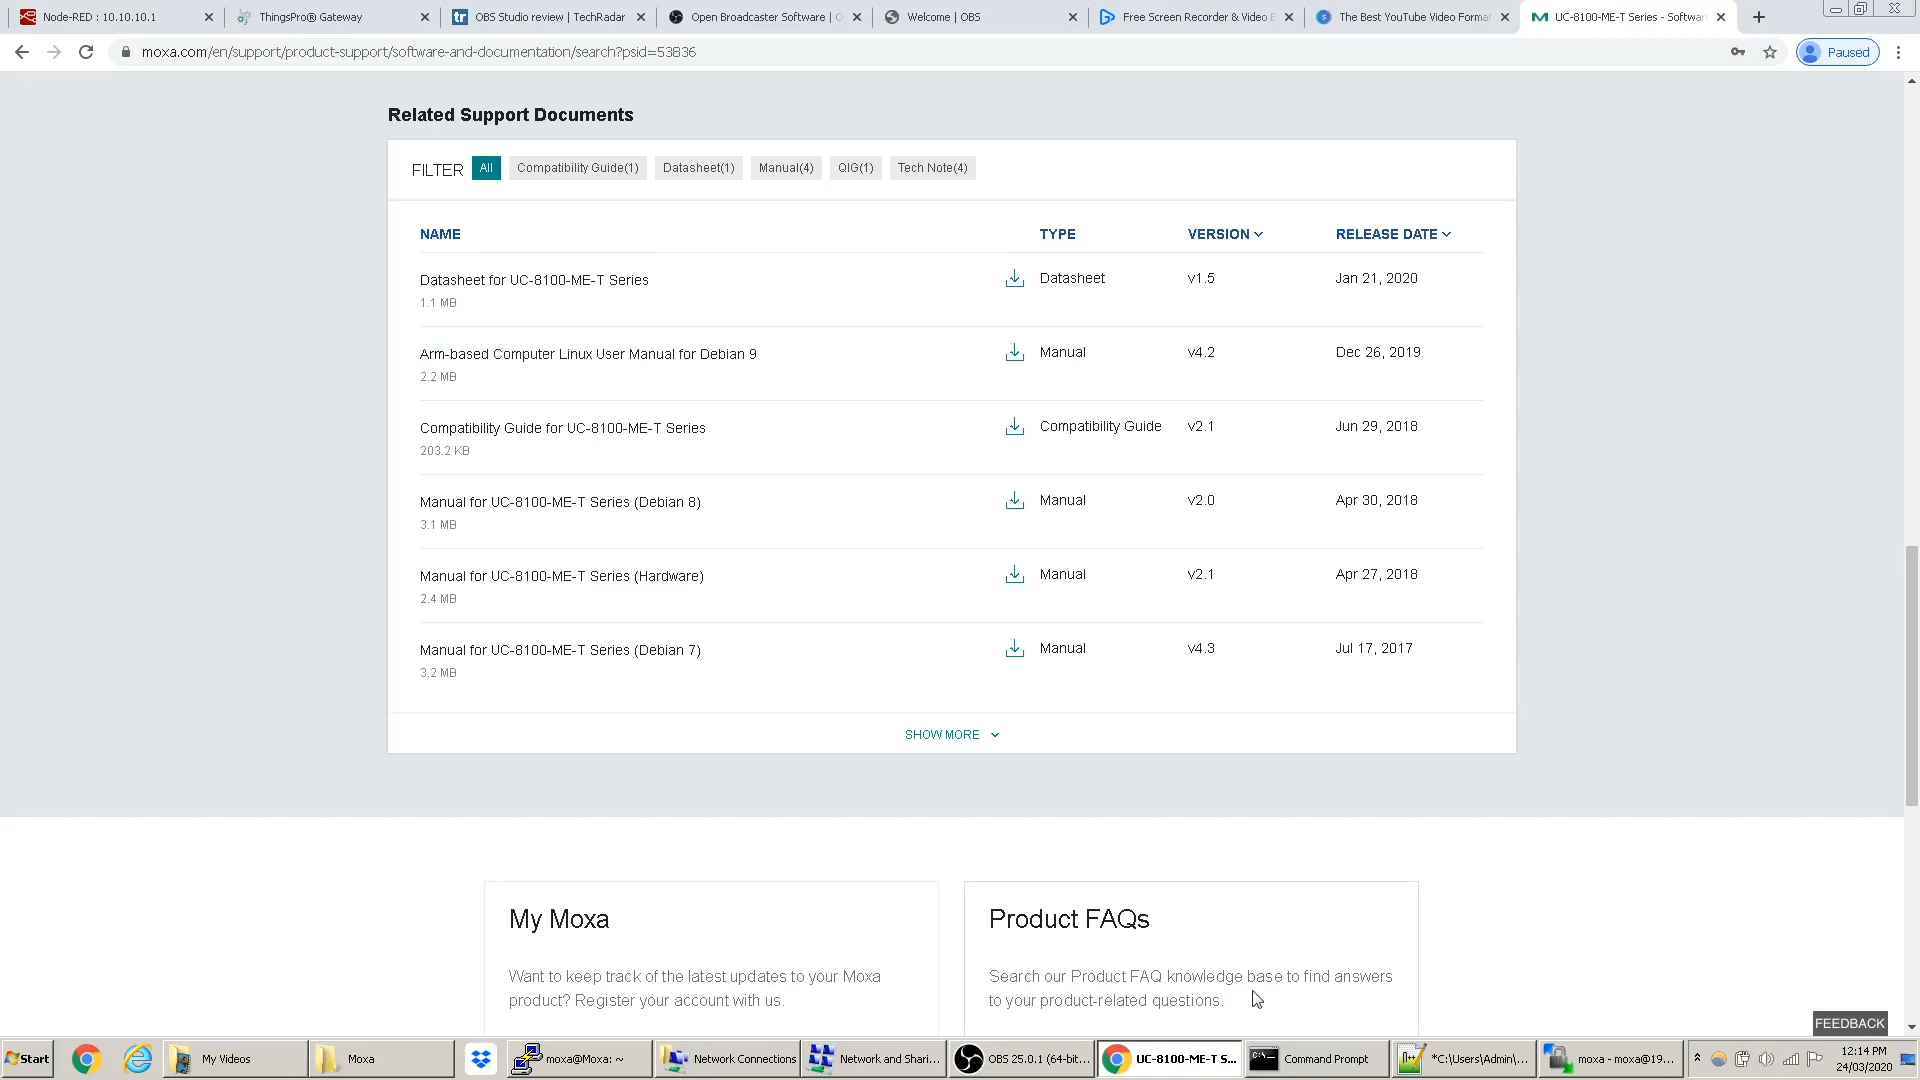 Node-RED : 10.10.10.1
ThingsPro® Gateway
OBS Studio review | TechRadar
Open Broadcaster Software | O
Welcome | OBS
Free Screen Recorder & Video E
The Best YouTube Video Format
UC-8100-ME-T Series - Softwar
moxa.com/en/support/product-support/software-and-documentation/search?psid=53836
Paused
Related Support Documents
FILTER All Compatibility Guide(1) Datasheet(1) Manual(4) QIG(1) Tech Note(4)
NAME TYPE VERSION RELEASE DATE
Datasheet for UC-8100-ME-T Series Datasheet v1.5 Jan 21, 2020
1.1 MB
Arm-based Computer Linux User Manual for Debian 9 Manual v4.2 Dec 26, 2019
2.2 MB
Compatibility Guide for UC-8100-ME-T Series Compatibility Guide v2.1 Jun 29, 2018
203.2 KB
Manual for UC-8100-ME-T Series (Debian 8) Manual v2.0 Apr 30, 2018
3.1 MB
Manual for UC-8100-ME-T Series (Hardware) Manual v2.1 Apr 27, 2018
2.4 MB
Manual for UC-8100-ME-T Series (Debian 7) Manual v4.3 Jul 17, 2017
3.2 MB
SHOW MORE
My Moxa
Want to keep track of the latest updates to your Moxa
product? Register your account with us.
Product FAQs
Search our Product FAQ knowledge base to find answers
to your product-related questions.
FEEDBACK
Start
My Videos
Moxa
moxa@Moxa: ~
Network Connections
Network and Shari...
OBS 25.0.1 (64-bit...
UC-8100-ME-T S...
Command Prompt
*C:\Users\Admin\...
moxa - moxa@19...
12:14 PM
24/03/2020